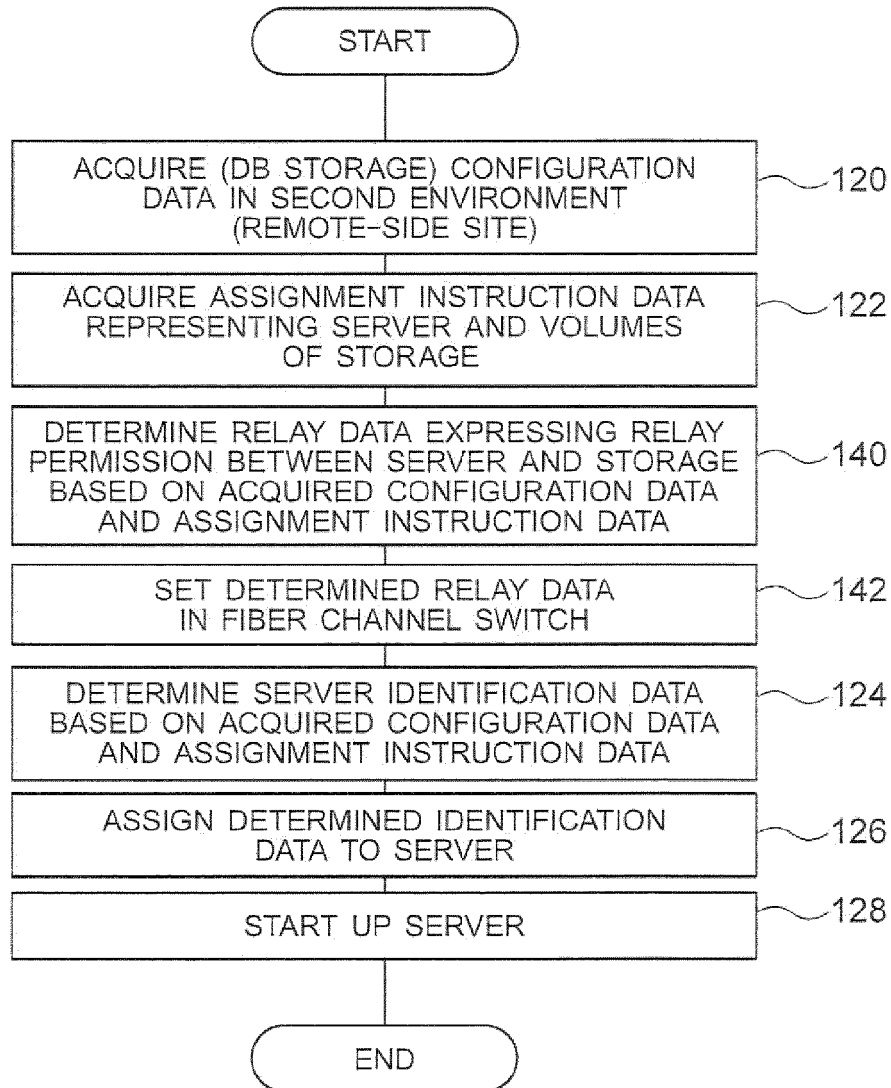 START
ACQUIRE (DB STORAGE) CONFIGURATION
DATA IN SECOND ENVIRONMENT
(REMOTE-SIDE SITE)
120
ACQUIRE ASSIGNMENT INSTRUCTION DATA
REPRESENTING SERVER AND VOLUMES
OF STORAGE
122
DETERMINE RELAY DATA EXPRESSING RELAY
PERMISSION BETWEEN SERVER AND STORAGE
BASED ON ACQUIRED CONFIGURATION DATA
AND ASSIGNMENT INSTRUCTION DATA
140
SET DETERMINED RELAY DATA
IN FIBER CHANNEL SWITCH
142
DETERMINE SERVER IDENTIFICATION DATA
BASED ON ACQUIRED CONFIGURATION DATA
AND ASSIGNMENT INSTRUCTION DATA
124
ASSIGN DETERMINED IDENTIFICATION
DATA TO SERVER
126
START UP SERVER
128
END